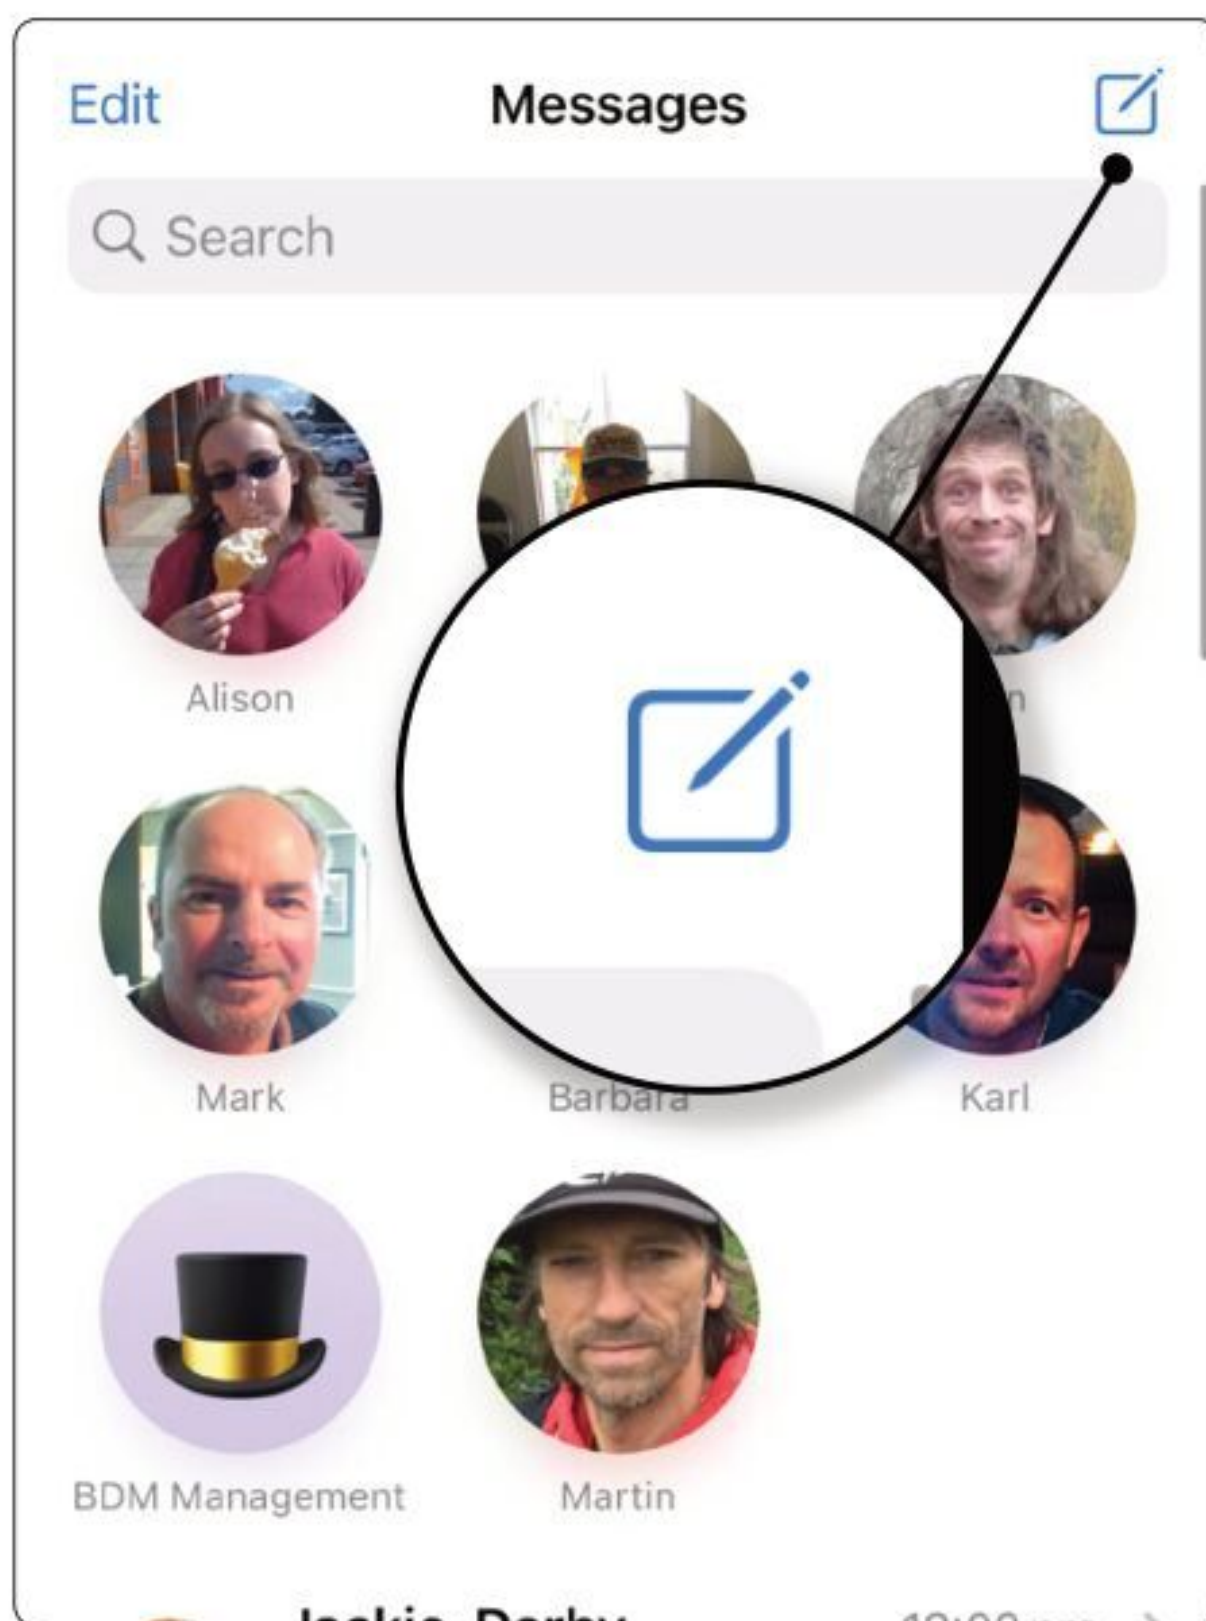 Edit
Messages
Search
Alison
Mark
Barbara
Karl
BDM Management
Martin